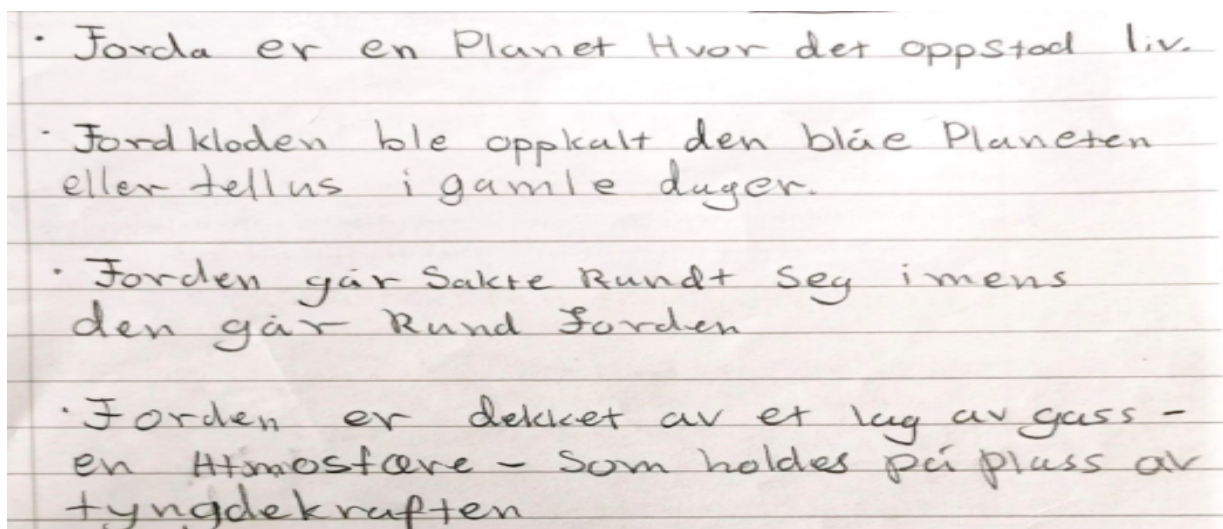 · Jorda er en Planet Hvor det oppstod liv.
· Jordkloden ble oppkalt den blåe Planeten
eller tellus i gamle dager.
· Jorden går Sakte Rundt Seg imens
den går Rund Jorden
· Jorden er dekket av et lag av gass -
en Atmosfære - Som holdes på plass av
tyngdekraften